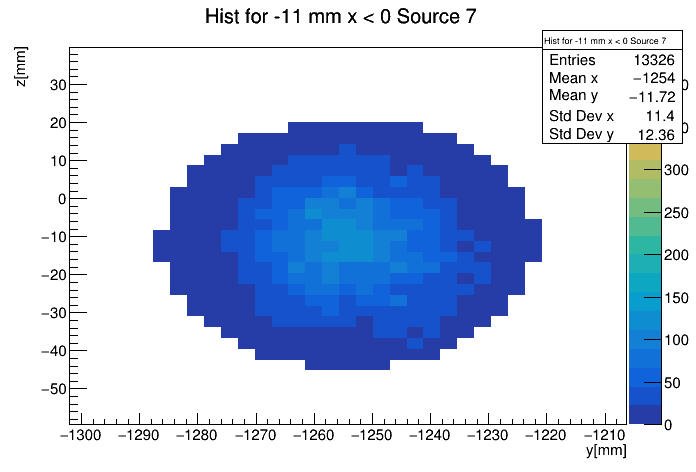 Hist for -11 mm x < 0 Source 7
z[mm]
Hist for -11 mm x < 0 Source 7
Entries 13326
Mean x −1254
Mean y −11.72
Std Dev x 11.4
Std Dev y 12.36
30
20
10
0
−10
−20
−30
−40
−50
300
250
200
150
100
50
0
−1300 −1290 −1280 −1270 −1260 −1250 −1240 −1230 −1220 −1210
y[mm]